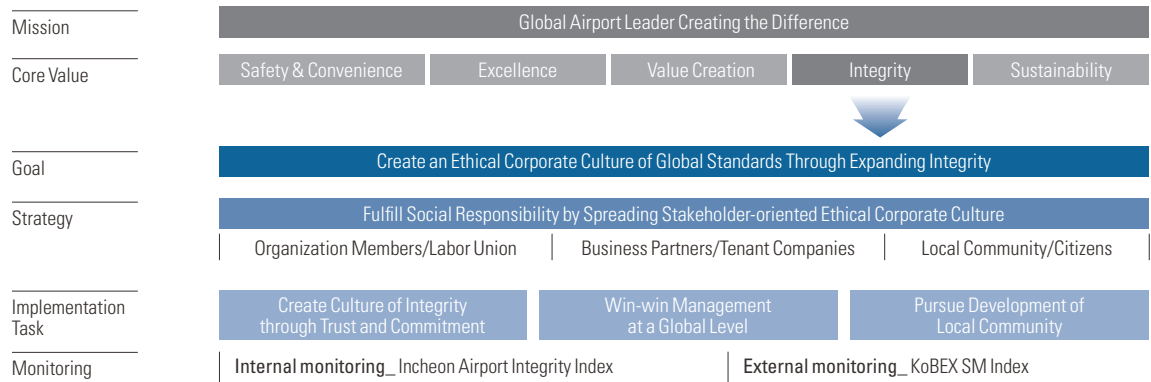 Mission
Global Airport Leader Creating the Difference
Core Value
Safety & Convenience
Excellence
Value Creation
Integrity
Sustainability
Goal
Create an Ethical Corporate Culture of Global Standards Through Expanding Integrity
Strategy
Fulfill Social Responsibility by Spreading Stakeholder-oriented Ethical Corporate Culture
Organization Members/Labor Union
Business Partners/Tenant Companies
Local Community/Citizens
Implementation
Task
Create Culture of Integrity
through Trust and Commitment
Win-win Management
at a Global Level
Pursue Development of
Local Community
Monitoring
Internal monitoring_ Incheon Airport Integrity Index
External monitoring_ KoBEX SM Index